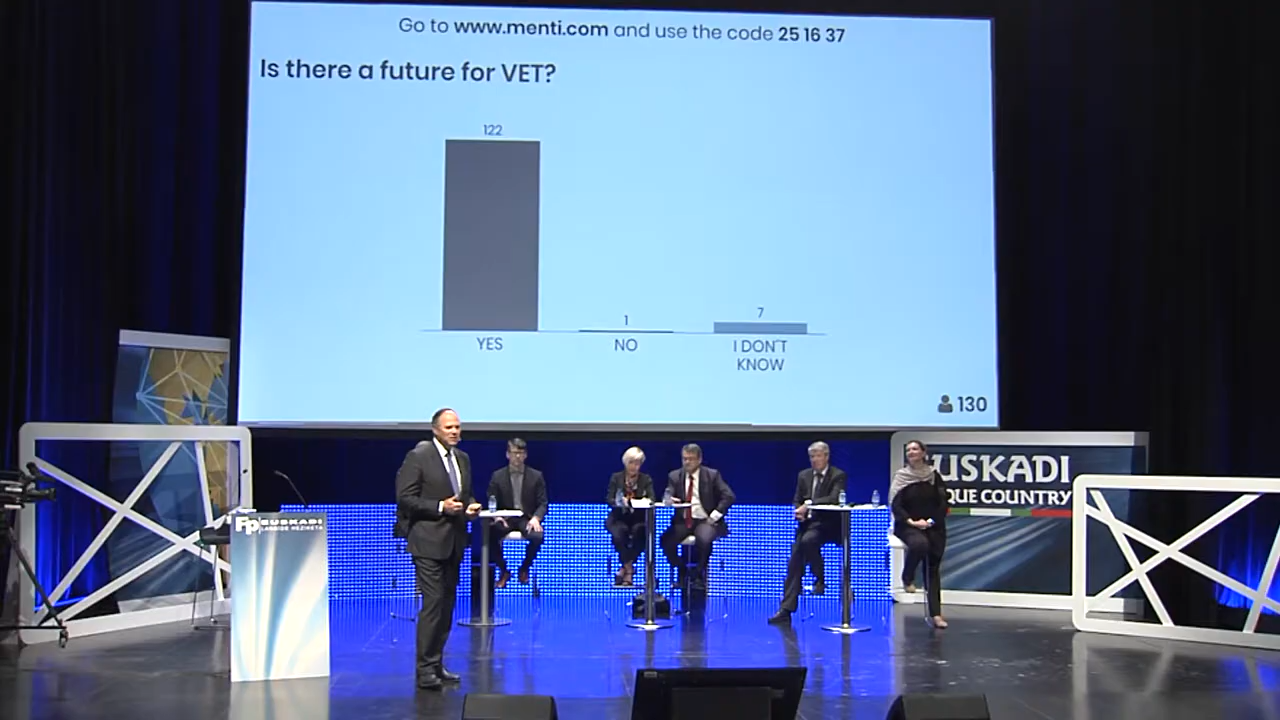 Go to www.menti.com and use the code 25 16 37
Is there a future for VET?
122
1
7
YES
NO
I DON'T
KNOW
130
USKADI
QUE COUNTRY
Fp EUSKADI